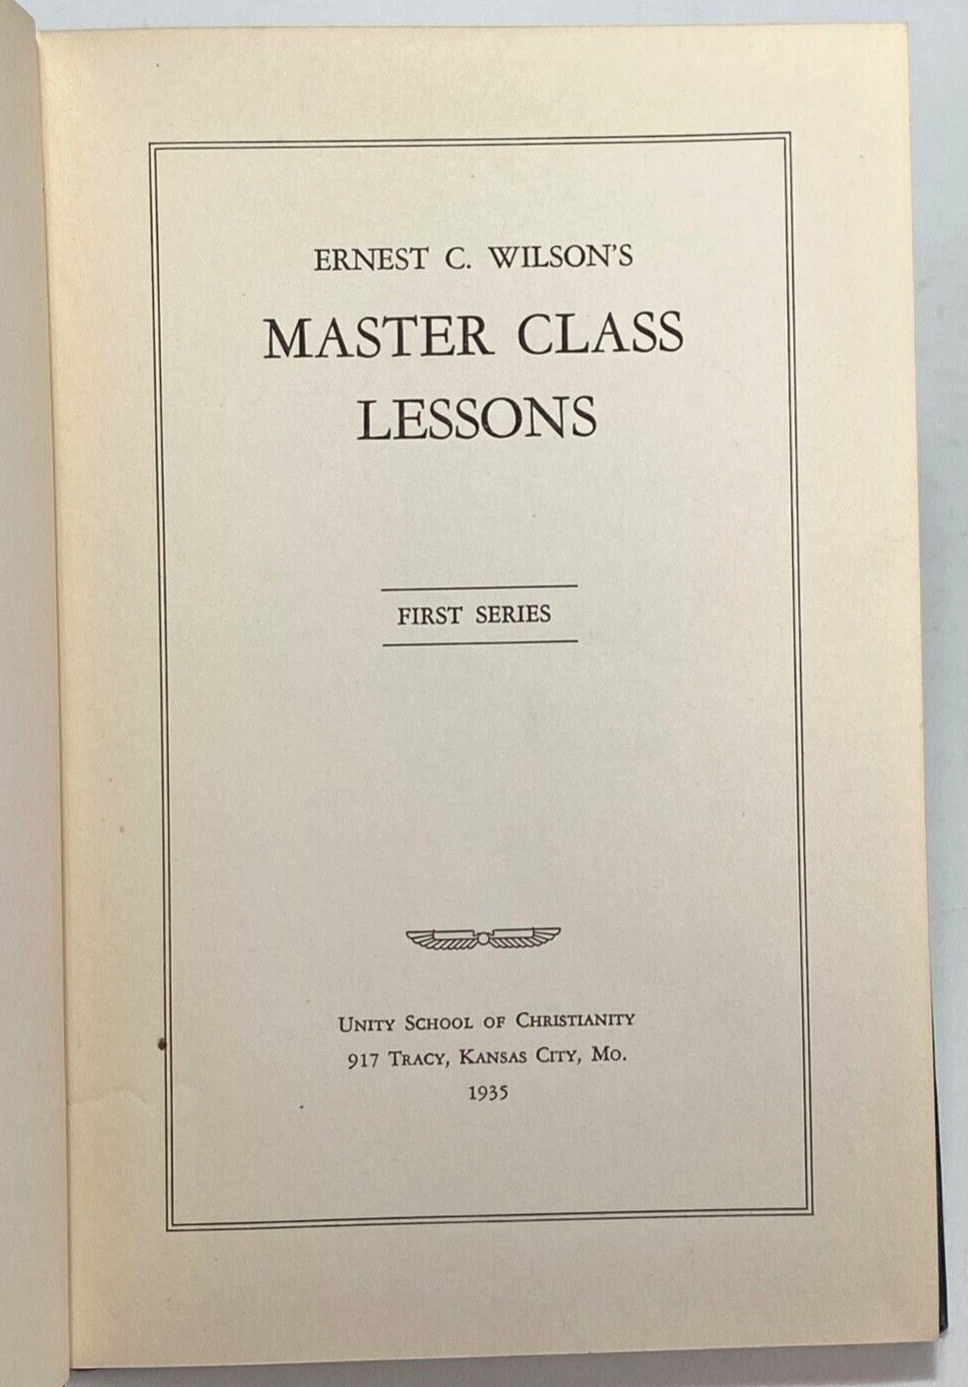 ERNEST C. WILSON'S
MASTER CLASS
LESSONS
FIRST SERIES
UNITY SCHOOL OF CHRISTIANITY
917 TRACY, KANSAS CITY, MO.
1935